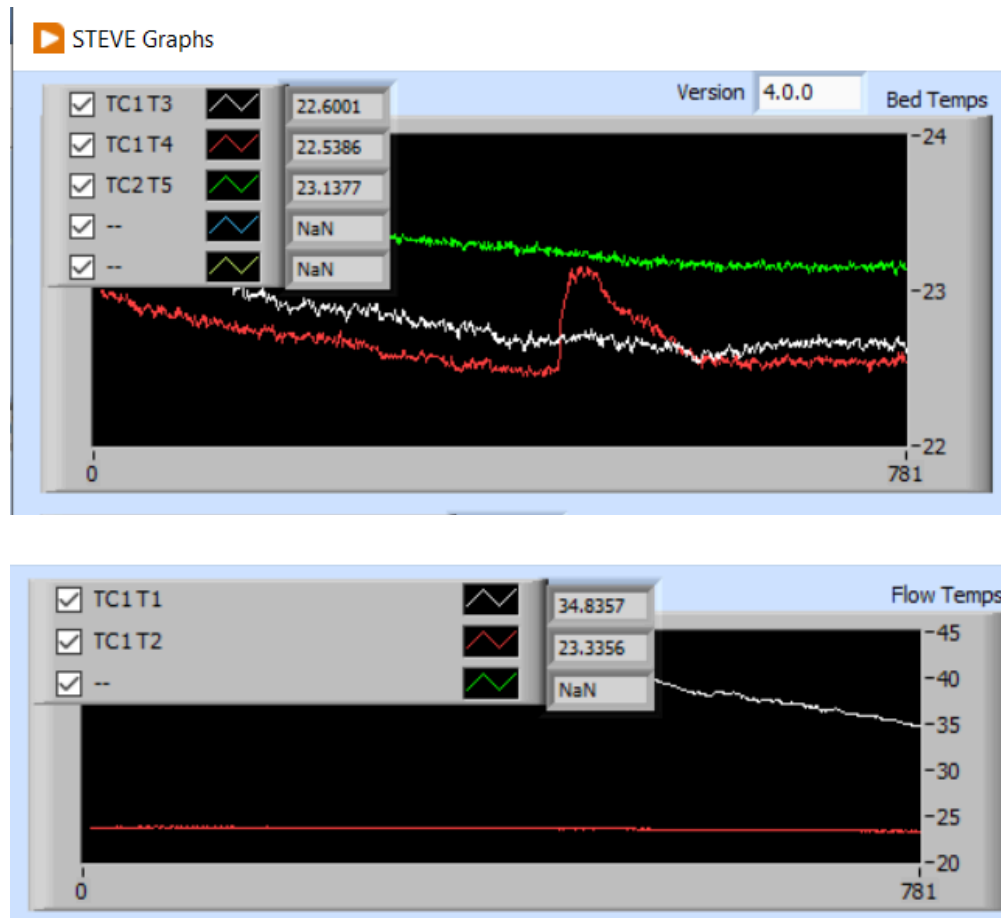 STEVE Graphs
Version 4.0.0 Bed Temps
TC1 T3 22.6001
TC1 T4 22.5386
TC2 T5 23.1377
-- NaN
-- NaN
24
23
22
0 781
TC1 T1 34.8357
TC1 T2 23.3356
-- NaN
Flow Temps
45
40
35
30
25
20
0 781